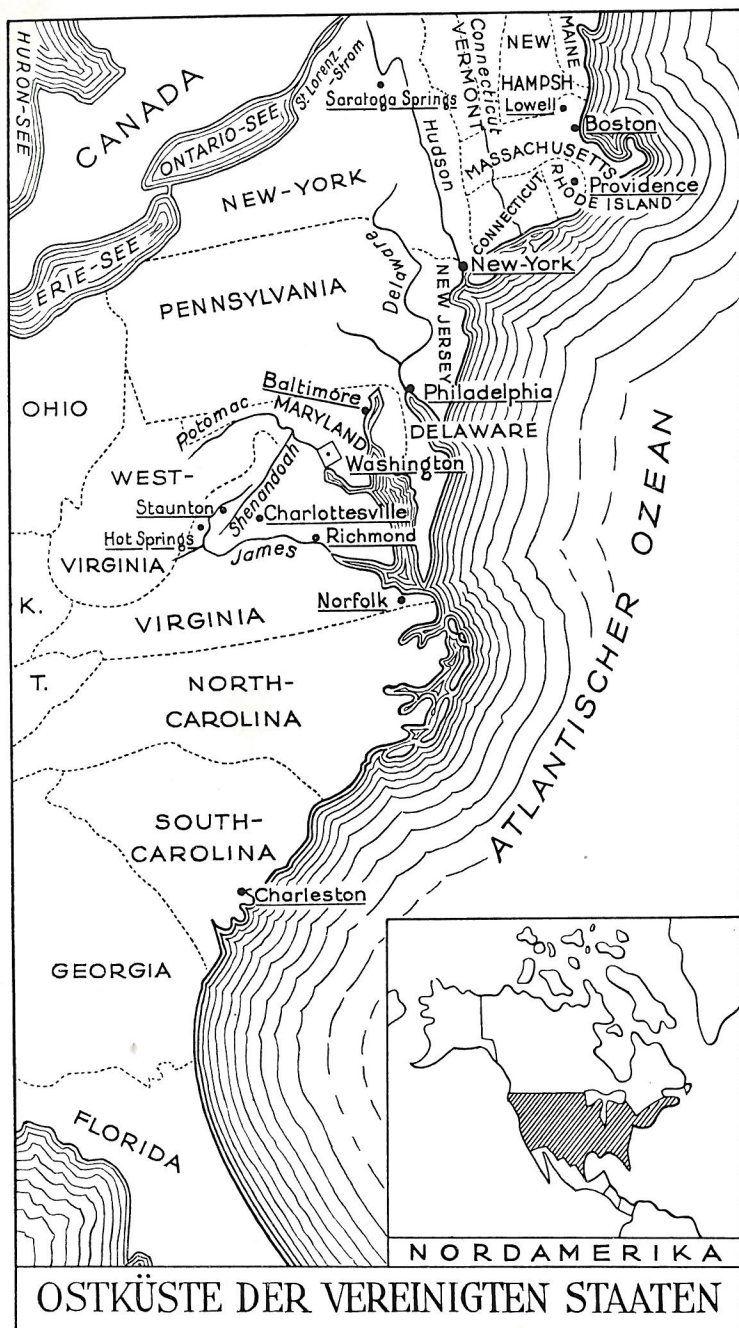 HURON-SEE
CANADA
ONTARIO-SEE
St. Lorenz-
Strom
ERIE-SEE
Saratoga Springs
Hudson
VERMONT
Connecticut
NEW
HAMPSH
MAINE
Lowell
Boston
MASSACHUSETTS
Providence
RHODE ISLAND
CONNECTICUT
NEW-YORK
New-York
Delaware
NEW JERSEY
PENNSYLVANIA
Philadelphia
OHIO
Baltimóre
MARYLAND
DELAWARE
Potomac
Washington
WEST-
VIRGINIA
Shenandoah
Staunton
Charlottesville
Hot Springs
James
Richmond
K.
VIRGINIA
Norfolk
T.
NORTH-
CAROLINA
SOUTH-
CAROLINA
Charleston
GEORGIA
FLORIDA
ATLANTISCHER OZEAN
NORDAMERIKA
OSTKÜSTE DER VEREINIGTEN STAATEN